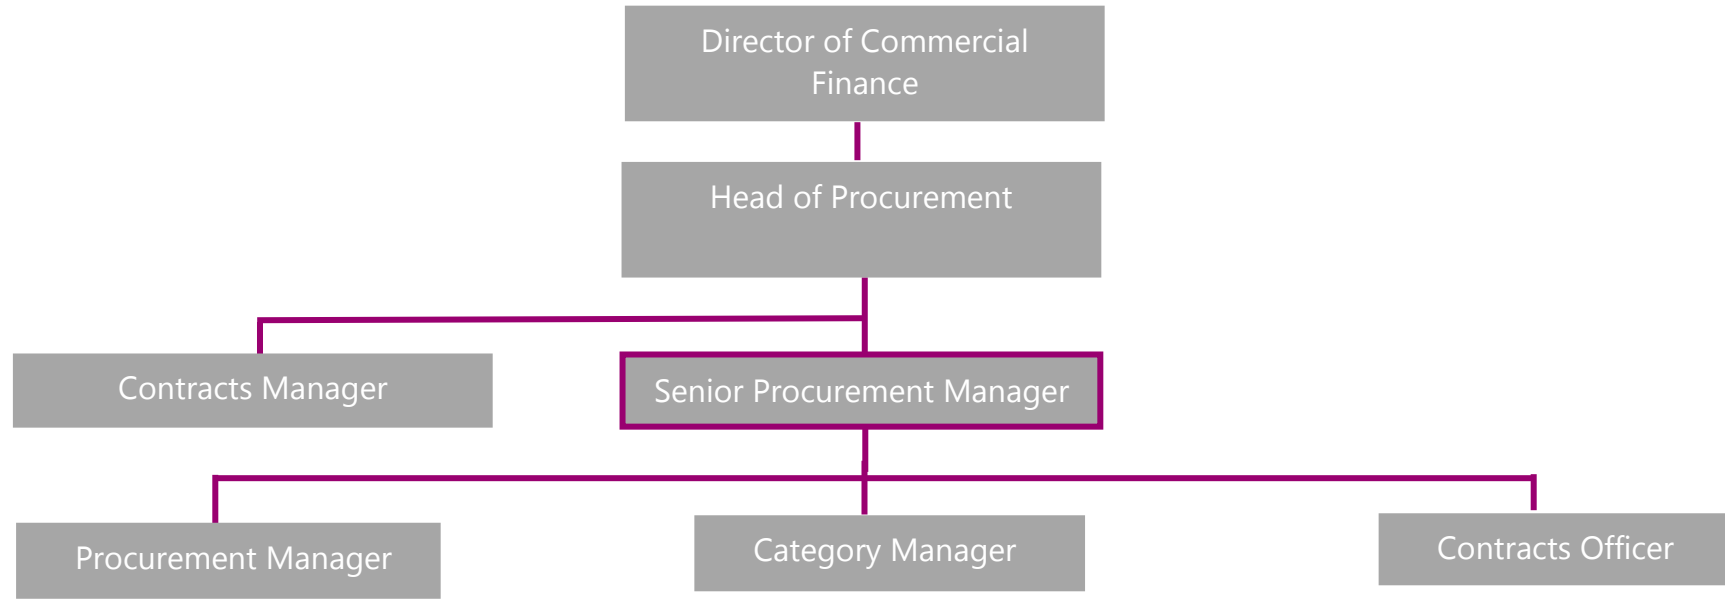 Director of Commercial
Finance
Head of Procurement
Contracts Manager
Senior Procurement Manager
Procurement Manager
Category Manager
Contracts Officer